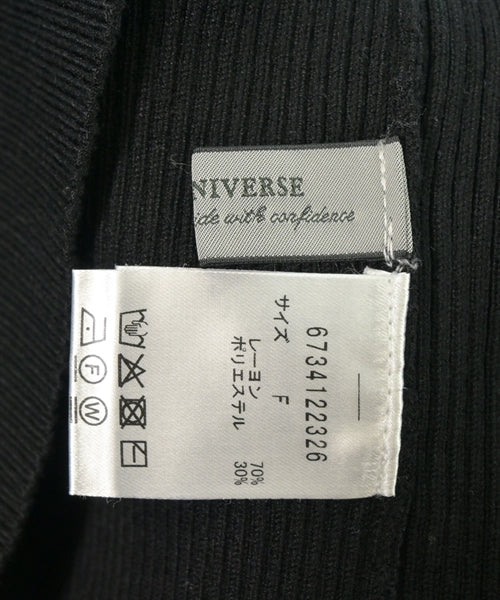 NIVERSE
ide with confidence
6734122326
サイズ F
レーヨン 70%
ポリエステル 30%
F
W